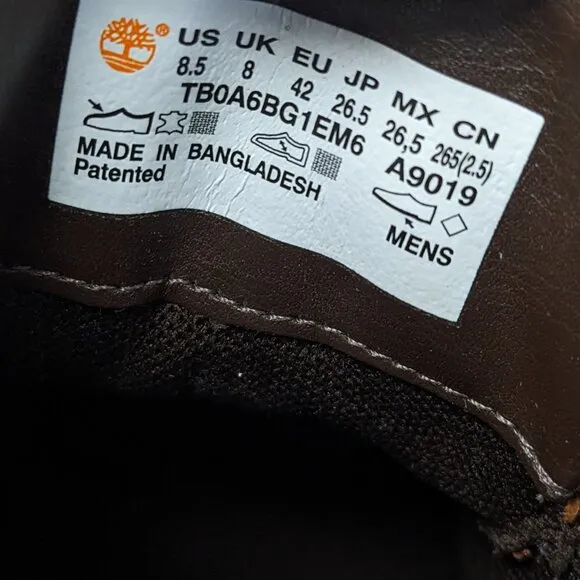 US UK EU JP MX CN
8.5 8 42 26.5 26,5 265(2.5)
TB0A6BG1EM6 A9019
MADE IN BANGLADESH
Patented
MENS